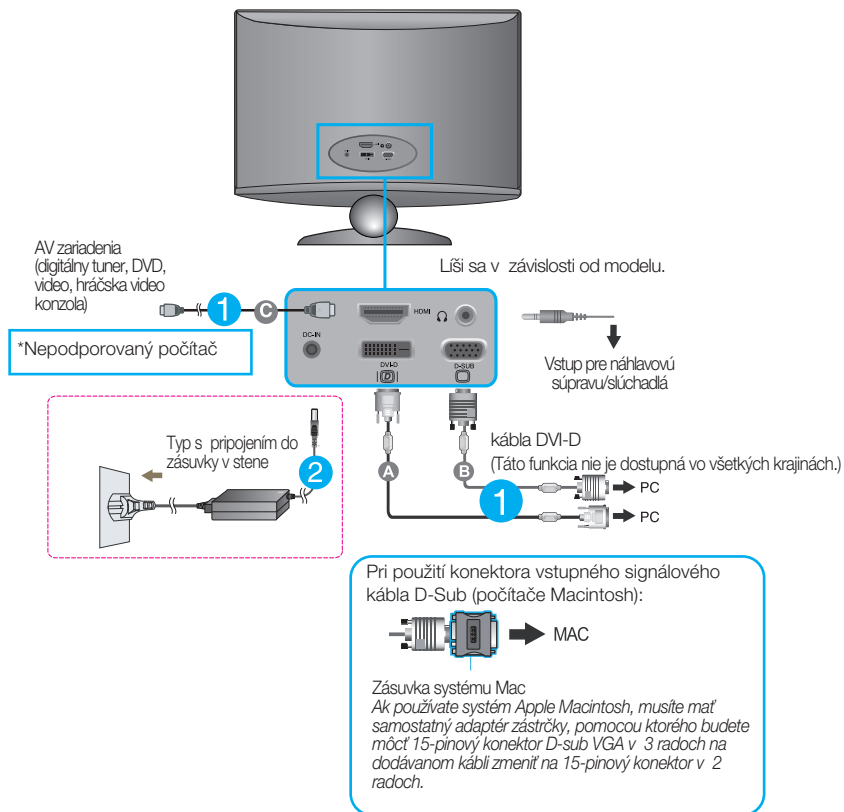 AV zariadenia
(digitálny tuner, DVD,
video, hráčska video
konzola)
Líši sa v závislosti od modelu.
1
C
HDMI
DC-IN
*Nepodporovaný počítač
DVI-D
D-SUB
D
Vstup pre náhlavovú
súpravu/slúchadlá
Typ s pripojením do
zásuvky v stene
2
kábla DVI-D
(Táto funkcia nie je dostupná vo všetkých krajinách.)
A
B
1
PC
PC
Pri použití konektora vstupného signálového
kábla D-Sub (počítače Macintosh):
MAC
Zásuvka systému Mac
Ak používate systém Apple Macintosh, musíte mať
samostatný adaptér zástrčky, pomocou ktorého budete
môcť 15-pinový konektor D-sub VGA v 3 radoch na
dodávanom kábli zmeniť na 15-pinový konektor v 2
radoch.